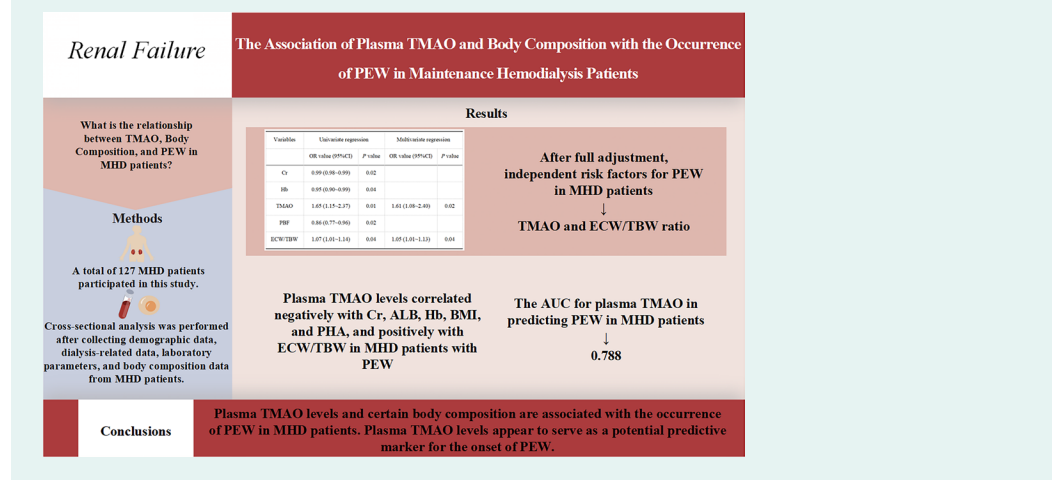 Renal Failure
The Association of Plasma TMAO and Body Composition with the Occurrence
of PEW in Maintenance Hemodialysis Patients
What is the relationship
between TMAO, Body
Composition, and PEW in
MHD patients?
Methods
A total of 127 MHD patients
participated in this study.
Cross-sectional analysis was performed
after collecting demographic data,
dialysis-related data, laboratory
parameters, and body composition data
from MHD patients.
Results
Variables Univariate regression Multivariate regression
OR value (95%CI) P value OR value (95%CI) P value
Cr 0.99 (0.98~0.99) 0.02
Hb 0.95 (0.90~0.99) 0.04
TMAO 1.65 (1.15~2.37) 0.01 1.61 (1.08~2.40) 0.02
PBF 0.86 (0.77~0.96) 0.02
ECW/TBW 1.07 (1.01~1.14) 0.04 1.05 (1.01~1.13) 0.04
After full adjustment,
independent risk factors for PEW
in MHD patients
↓
TMAO and ECW/TBW ratio
Plasma TMAO levels correlated
negatively with Cr, ALB, Hb, BMI,
and PHA, and positively with
ECW/TBW in MHD patients with
PEW
The AUC for plasma TMAO in
predicting PEW in MHD patients
↓
0.788
Conclusions
Plasma TMAO levels and certain body composition are associated with the occurrence
of PEW in MHD patients. Plasma TMAO levels appear to serve as a potential predictive
marker for the onset of PEW.